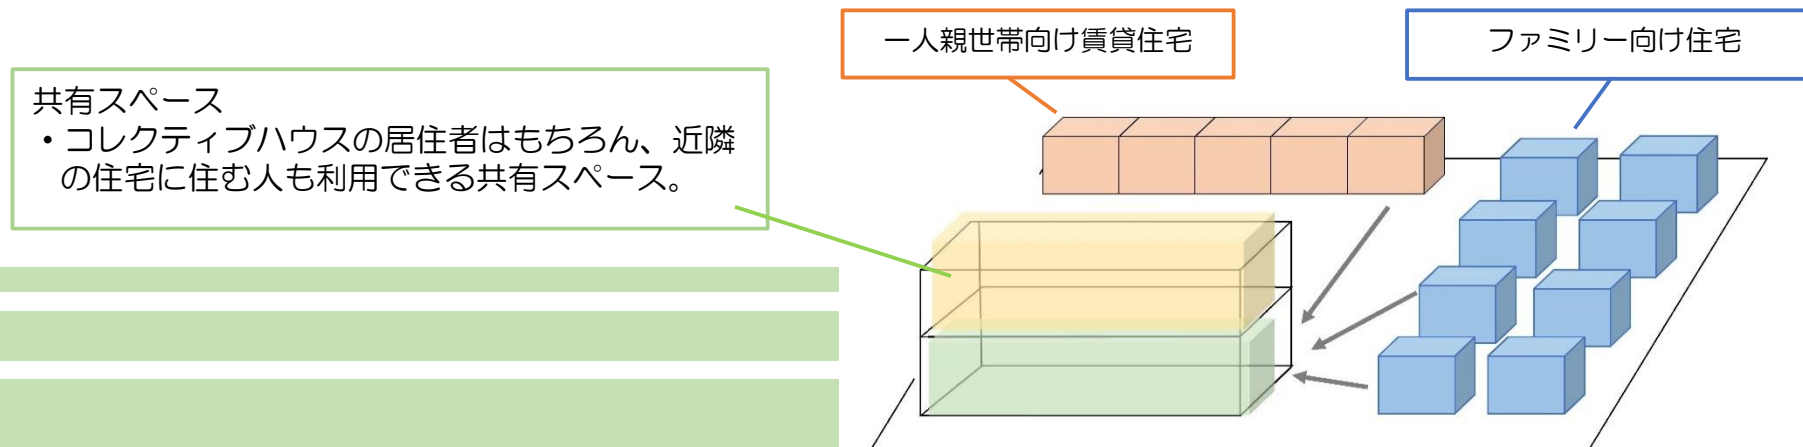 一人親世帯向け賃貸住宅
ファミリー向け住宅
共有スペース
・コレクティブハウスの居住者はもちろん、近隣
の住宅に住む人も利用できる共有スペース。